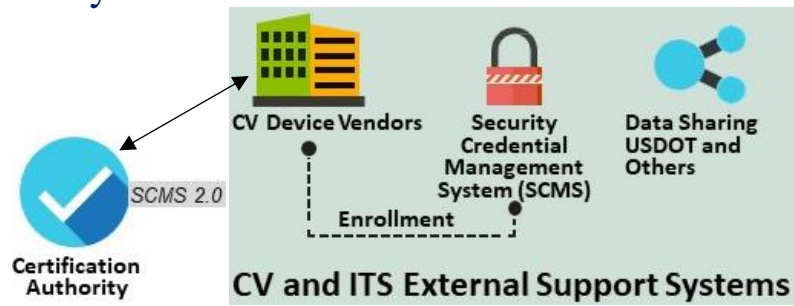 CV Device Vendors
Security
Credential
Management
System (SCMS)
Data Sharing
USDOT and
Others
SCMS 2.0
Enrollment
Certification
Authority
CV and ITS External Support Systems